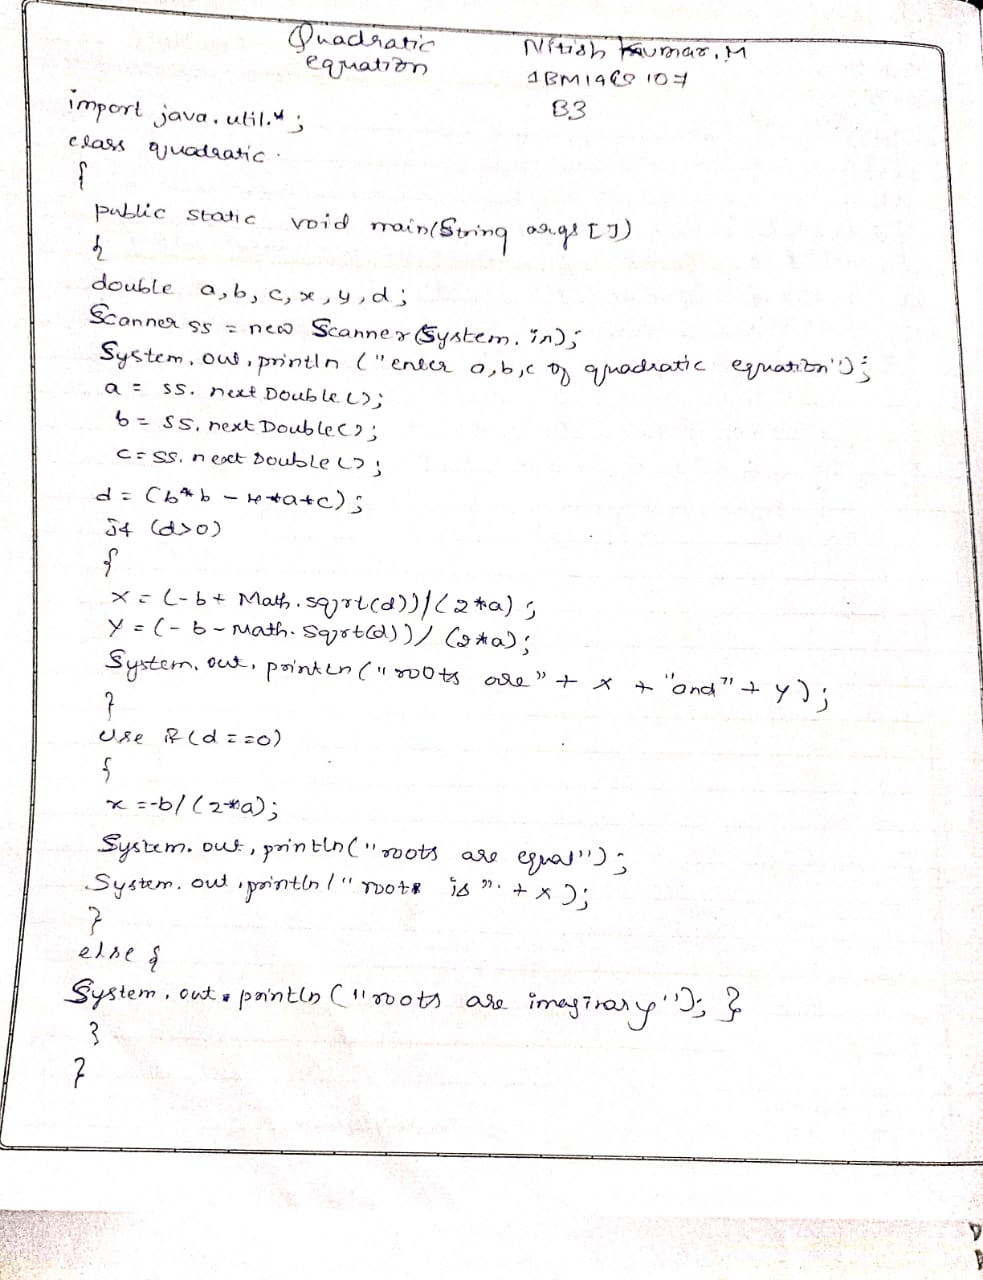 Quadratic equation
Nitish Kumar. M
1BM19CS107
B3
import java.util.*;
class quadratic
{
public static void main(String args[])
{
double a,b,c,x,y,d;
Scanner ss = new Scanner(System.in);
System.out.println("enter a,b,c of quadratic equation");
a = ss.nextDouble();
b = ss.nextDouble();
c = ss.nextDouble();
d = (b*b - 4*a*c);
if (d>0)
{
x = (-b + Math.sqrt(d))/(2*a);
y = (-b - Math.sqrt(d))/(2*a);
System.out.println("roots are" + x + "and" + y);
}
else if (d==0)
{
x = -b/(2*a);
System.out.println("roots are equal");
System.out.println("roots is" + x);
}
else {
System.out.println("roots are imaginary"); }
}
}